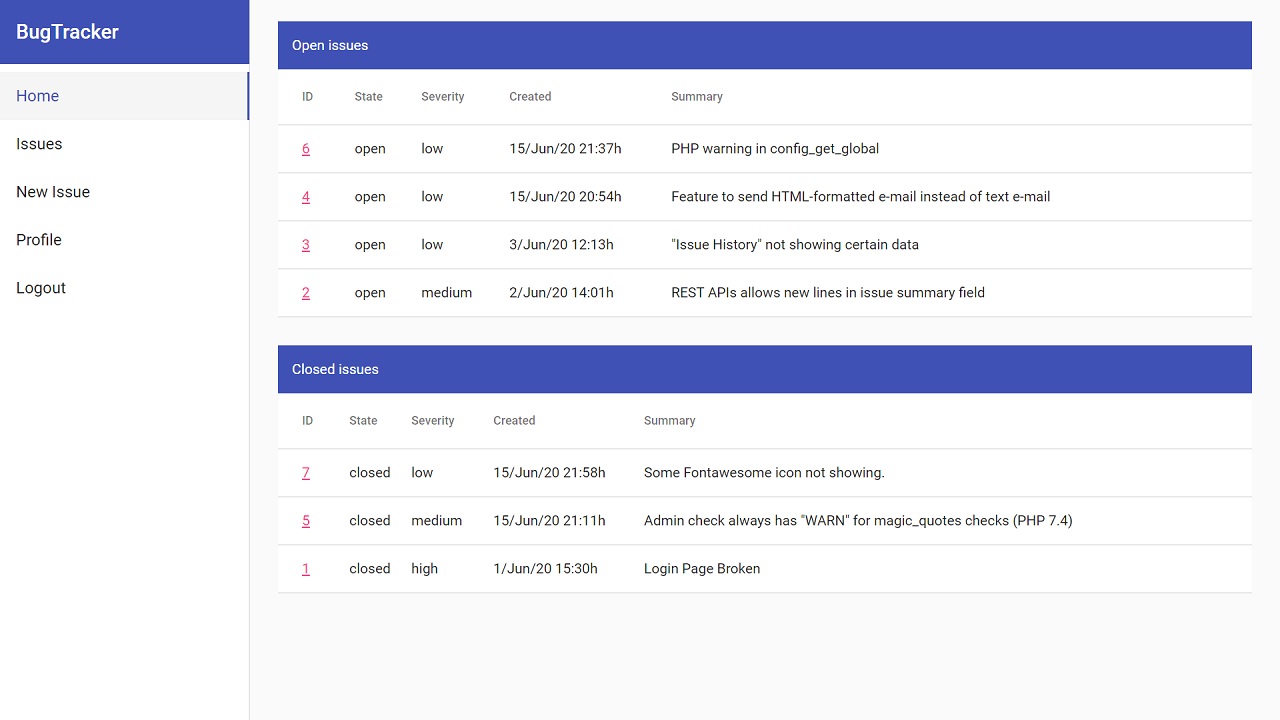 BugTracker
Home
Issues
New Issue
Profile
Logout
Open issues
ID State Severity Created Summary
6 open low 15/Jun/20 21:37h PHP warning in config_get_global
4 open low 15/Jun/20 20:54h Feature to send HTML-formatted e-mail instead of text e-mail
3 open low 3/Jun/20 12:13h "Issue History" not showing certain data
2 open medium 2/Jun/20 14:01h REST APIs allows new lines in issue summary field
Closed issues
ID State Severity Created Summary
7 closed low 15/Jun/20 21:58h Some Fontawesome icon not showing.
5 closed medium 15/Jun/20 21:11h Admin check always has "WARN" for magic_quotes checks (PHP 7.4)
1 closed high 1/Jun/20 15:30h Login Page Broken